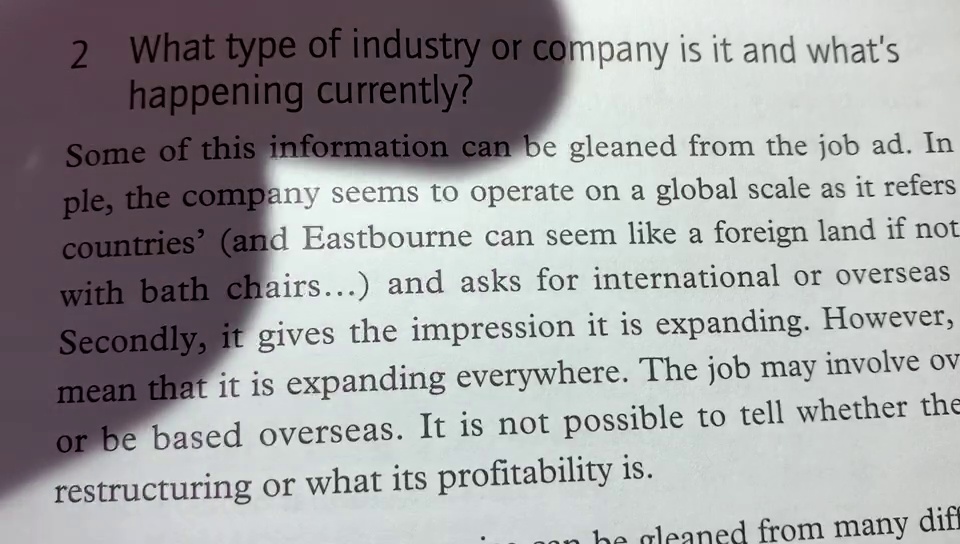 2 What type of industry or company is it and what's
happening currently?
Some of this information can be gleaned from the job ad. In
ple, the company seems to operate on a global scale as it refers
countries’ (and Eastbourne can seem like a foreign land if not
with bath chairs...) and asks for international or overseas
Secondly, it gives the impression it is expanding. However,
mean that it is expanding everywhere. The job may involve ov
or be based overseas. It is not possible to tell whether the
restructuring or what its profitability is.
can be gleaned from many diff